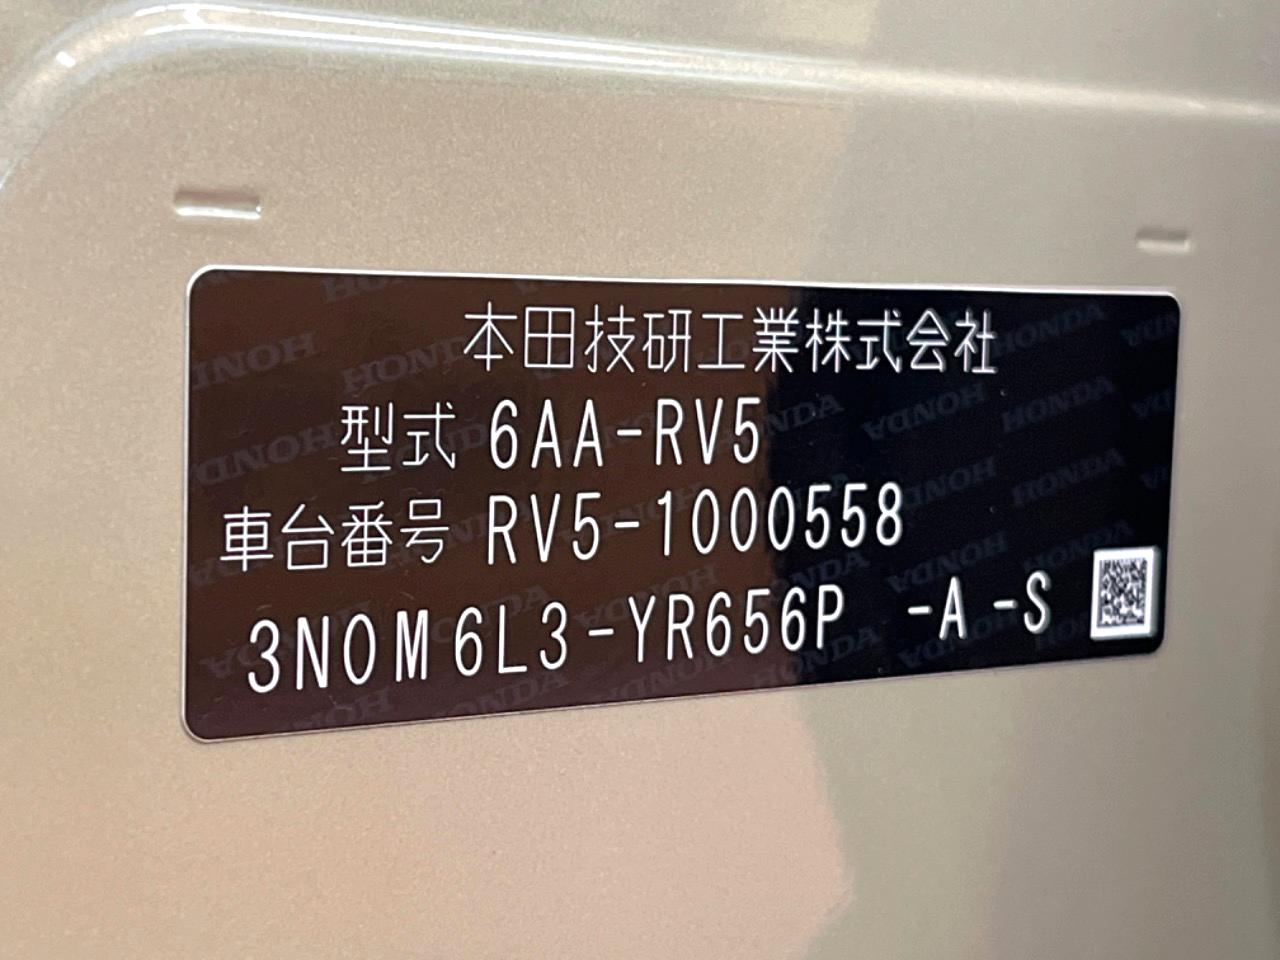 本田技研工業株式会社
型式 6AA-RV5
車台番号 RV5-1000558
3N0M6L3-YR656P -A-S